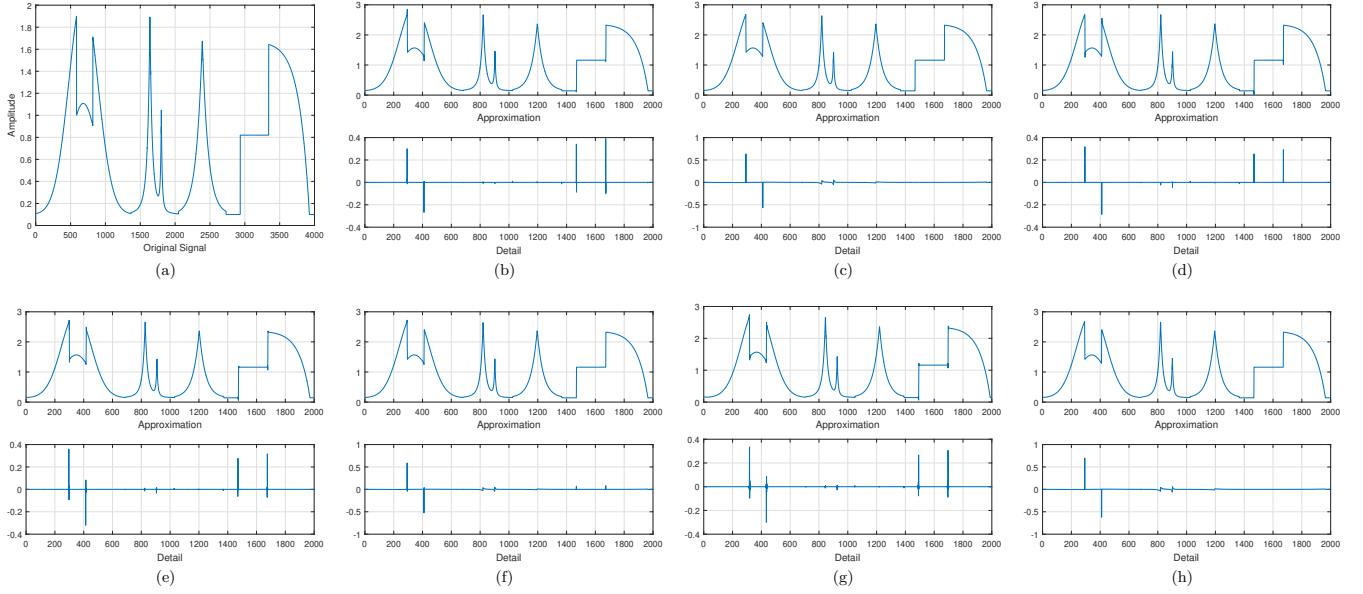 2
1.8
1.6
1.4
1.2
1
0.8
0.6
0.4
0.2
0
Amplitude
0 500 1000 1500 2000 2500 3000 3500 4000
Original Signal
(a)
3
2
1
0
200 400 600 800 1000 1200 1400 1600 1800 2000
Approximation
0.4
0.2
0
-0.2
-0.4
0 200 400 600 800 1000 1200 1400 1600 1800 2000
Detail
(b)
3
2
1
0
200 400 600 800 1000 1200 1400 1600 1800 2000
Approximation
1
0.5
0
-0.5
-1
0 200 400 600 800 1000 1200 1400 1600 1800 2000
Detail
(c)
3
2
1
0
200 400 600 800 1000 1200 1400 1600 1800 2000
Approximation
0.4
0.2
0
-0.2
-0.4
0 200 400 600 800 1000 1200 1400 1600 1800 2000
Detail
(d)
3
2
1
0
0 200 400 600 800 1000 1200 1400 1600 1800 2000
Approximation
0.4
0.2
0
-0.2
-0.4
0 200 400 600 800 1000 1200 1400 1600 1800 2000
Detail
(e)
3
2
1
0
0 200 400 600 800 1000 1200 1400 1600 1800 2000
Approximation
1
0.5
0
-0.5
-1
0 200 400 600 800 1000 1200 1400 1600 1800 2000
Detail
(f)
3
2
1
0
0 200 400 600 800 1000 1200 1400 1600 1800 2000
Approximation
0.4
0.2
0
-0.2
-0.4
0 200 400 600 800 1000 1200 1400 1600 1800 2000
Detail
(g)
3
2
1
0
0 200 400 600 800 1000 1200 1400 1600 1800 2000
Approximation
1
0.5
0
-0.5
-1
0 200 400 600 800 1000 1200 1400 1600 1800 2000
Detail
(h)